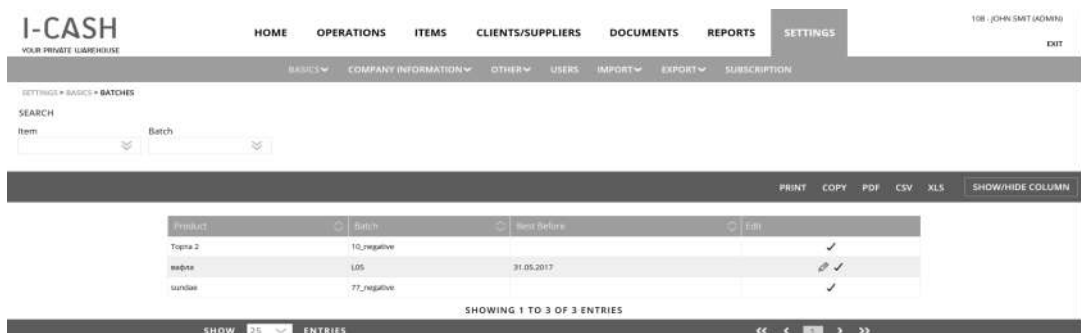 I-CASH
YOUR PRIVATE WAREHOUSE
HOME OPERATIONS ITEMS CLIENTS/SUPPLIERS DOCUMENTS REPORTS SETTINGS
108 - JOHN SMIT (ADMIN)
EXIT
BASICS COMPANY INFORMATION OTHER USERS IMPORT EXPORT SUBSCRIPTION
SETTINGS > BASICS > BATCHES
SEARCH
Item Batch
PRINT COPY PDF CSV XLS SHOW/HIDE COLUMN
Product Batch Best Before Edit
Торта 2 10_negative
вафла L05 31.05.2017
sundae 77_negative
SHOWING 1 TO 3 OF 3 ENTRIES
SHOW 25 ENTRIES << < 1 > >>